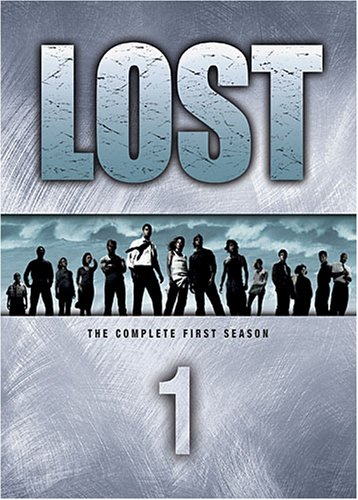 LOST
THE COMPLETE FIRST SEASON
1